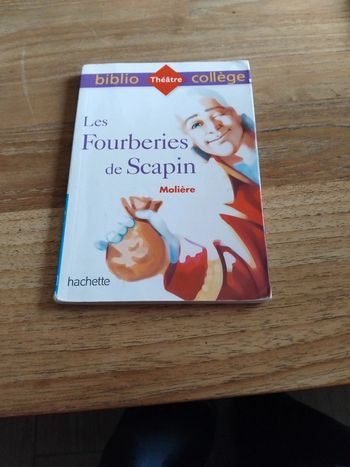 biblio Théâtre collège
Les
Fourberies
de Scapin
Molière
hachette